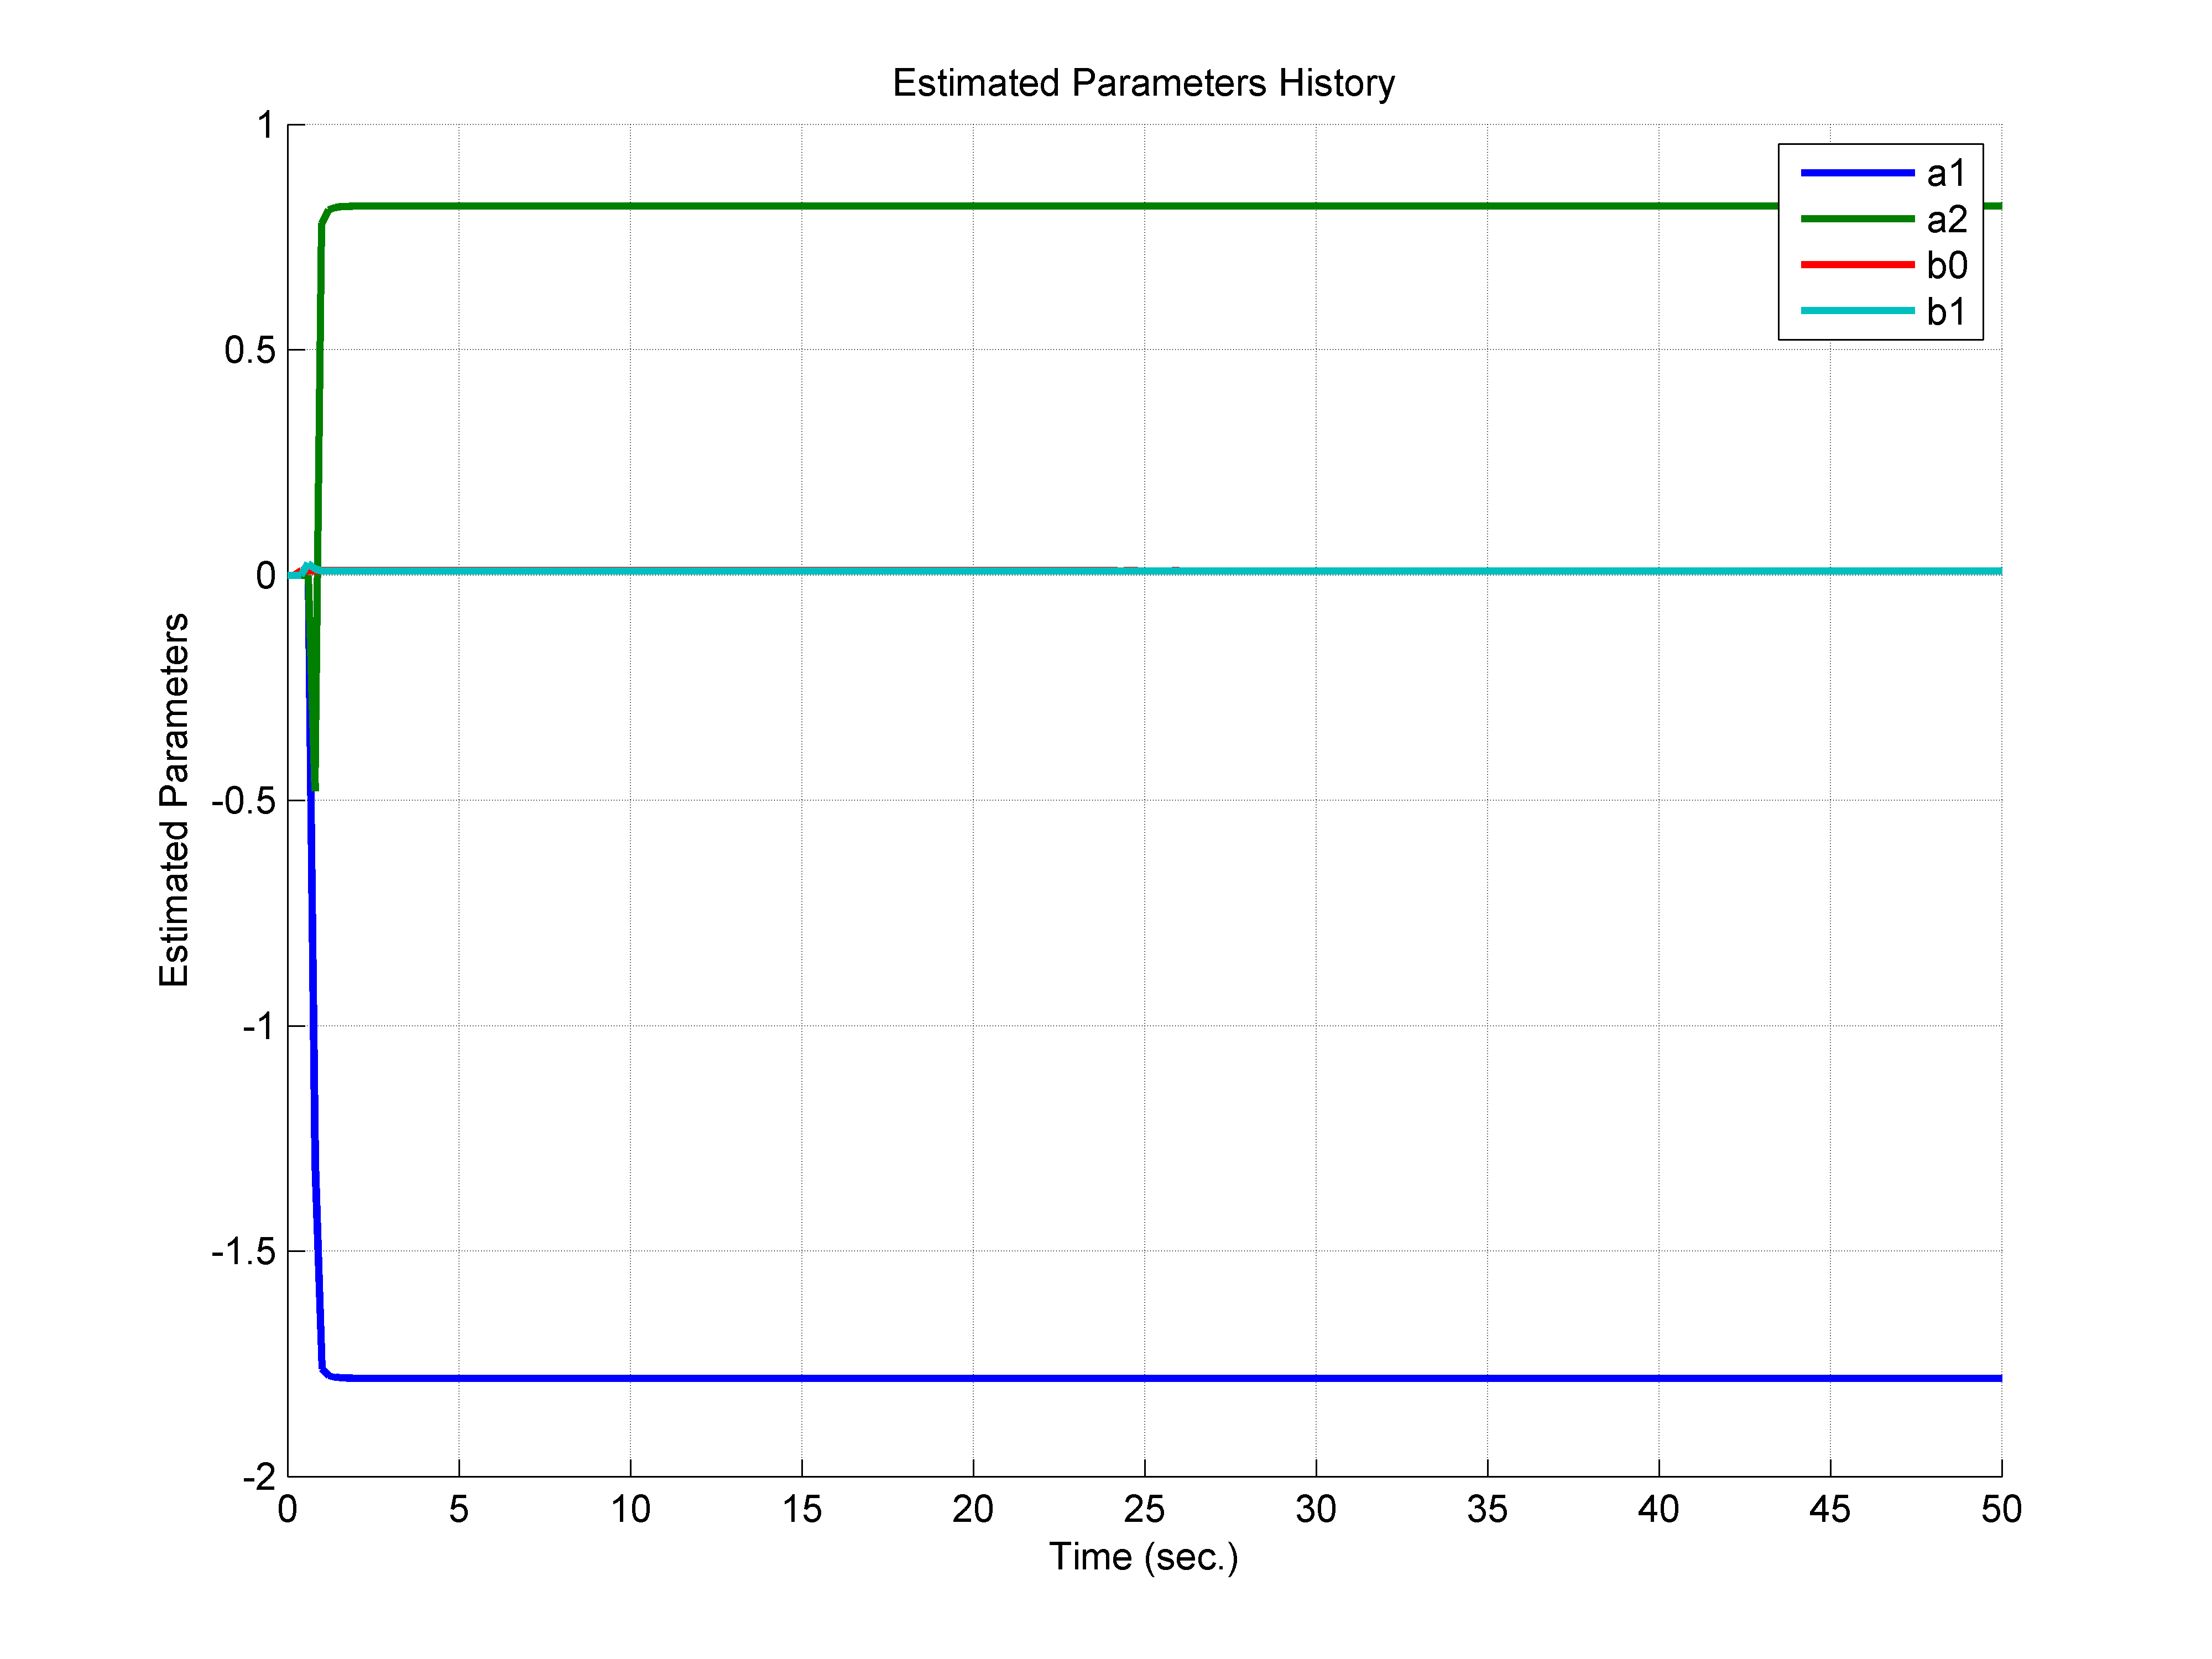 Estimated Parameters History
1
0.5
0
-0.5
-1
-1.5
-2
Estimated Parameters
a1
a2
b0
b1
0 5 10 15 20 25 30 35 40 45 50
Time (sec.)